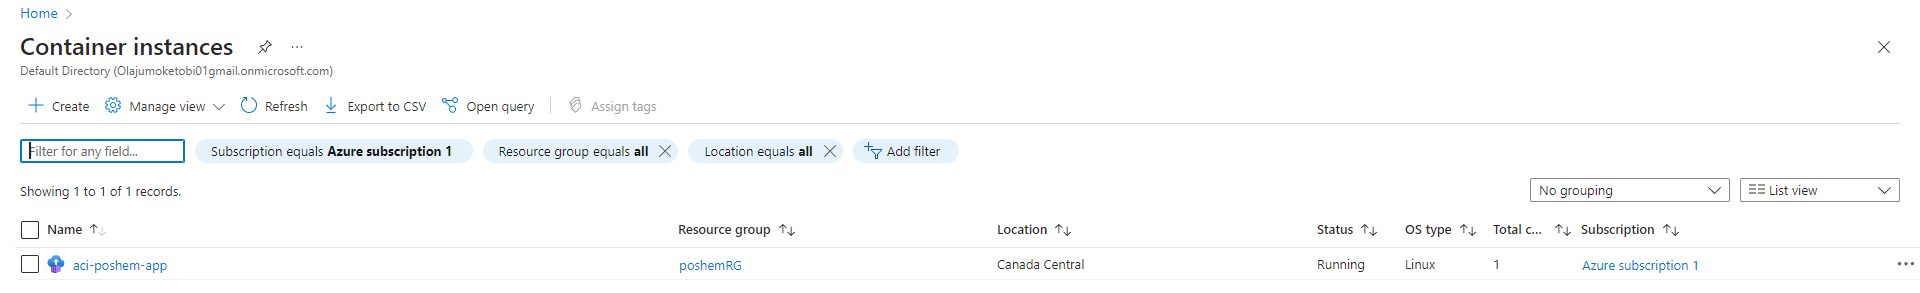 Home
Container instances
Default Directory (Olajumoketobi01gmail.onmicrosoft.com)
Create Manage view Refresh Export to CSV Open query Assign tags
Filter for any field... Subscription equals Azure subscription 1 Resource group equals all Location equals all Add filter
Showing 1 to 1 of 1 records.
No grouping List view
Name Resource group Location Status OS type Total c... Subscription
aci-poshem-app poshemRG Canada Central Running Linux 1 Azure subscription 1